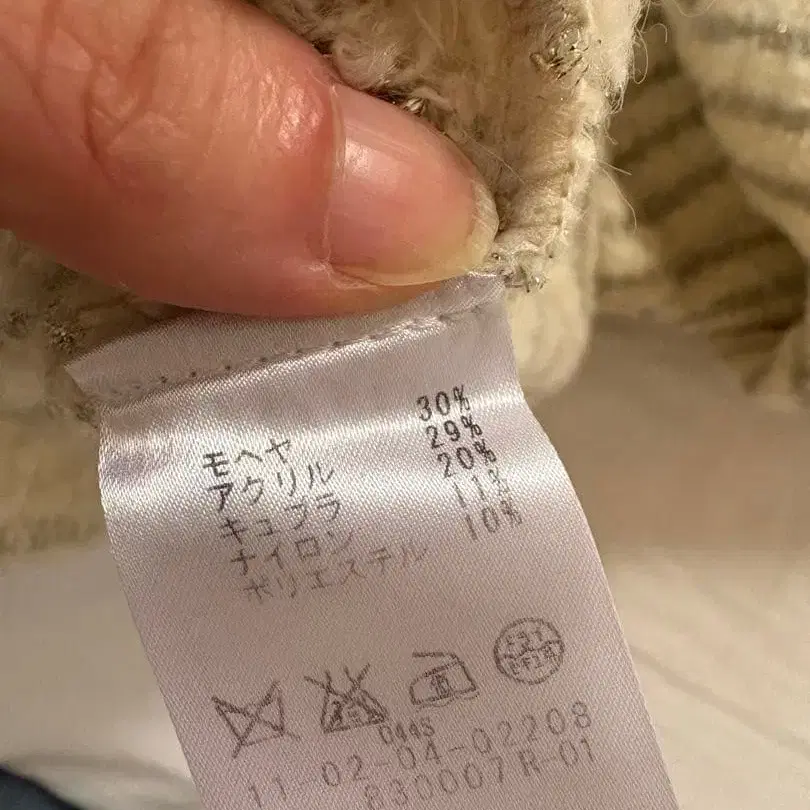 モヘヤ 30%
アクリル 29%
キュプラ 20%
ナイロン 11%
ポリエステル 10%
0445
11-02-04-02208
830007 R-01